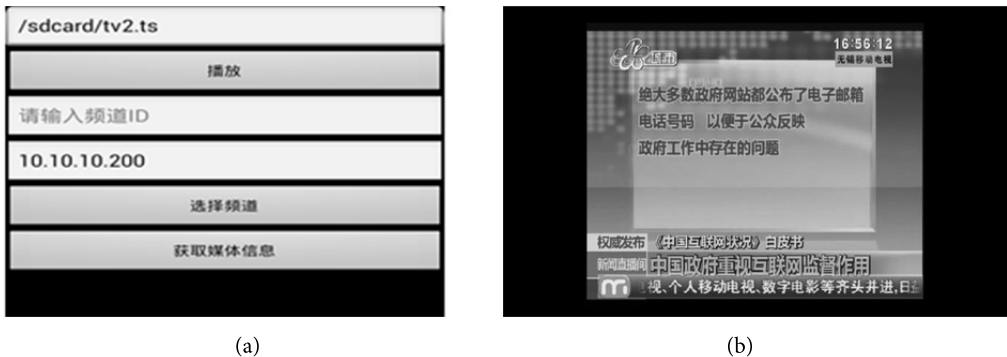 /sdcard/tv2.ts
播放
请输入频道ID
10.10.10.200
选择频道
获取媒体信息
(a)
16:56:12
无锡移动电视
绝大多数政府网站都公布了电子邮箱
电话号码 以便于公众反映
政府工作中存在的问题
权威发布 《中国互联网状况》白皮书
新闻直播间 中国政府重视互联网监督作用
视、个人移动电视、数字电影等齐头并进,日
(b)